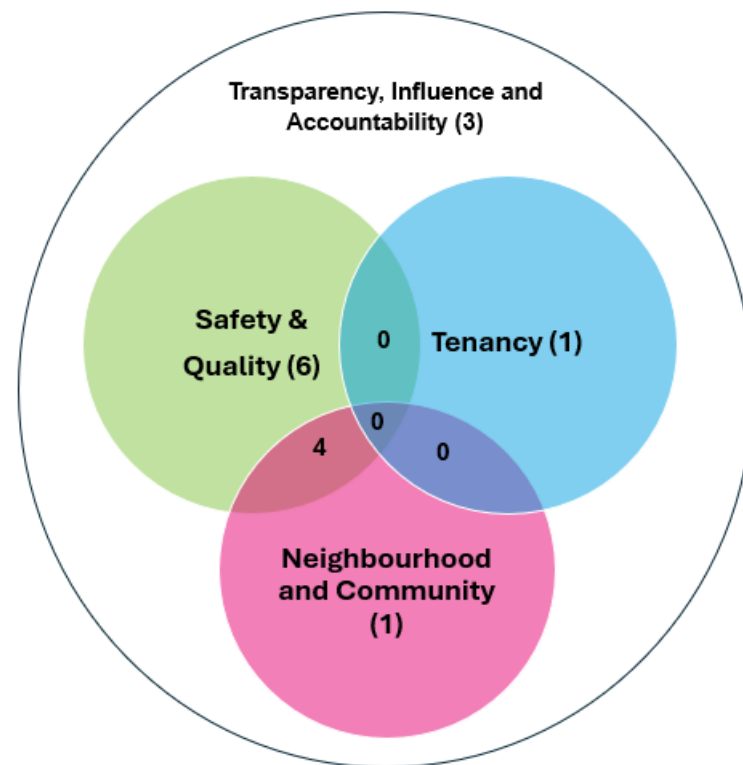 Transparency, Influence and
Accountability (3)
Safety &
Quality (6)
0
Tenancy (1)
0
4
0
Neighbourhood
and Community
(1)